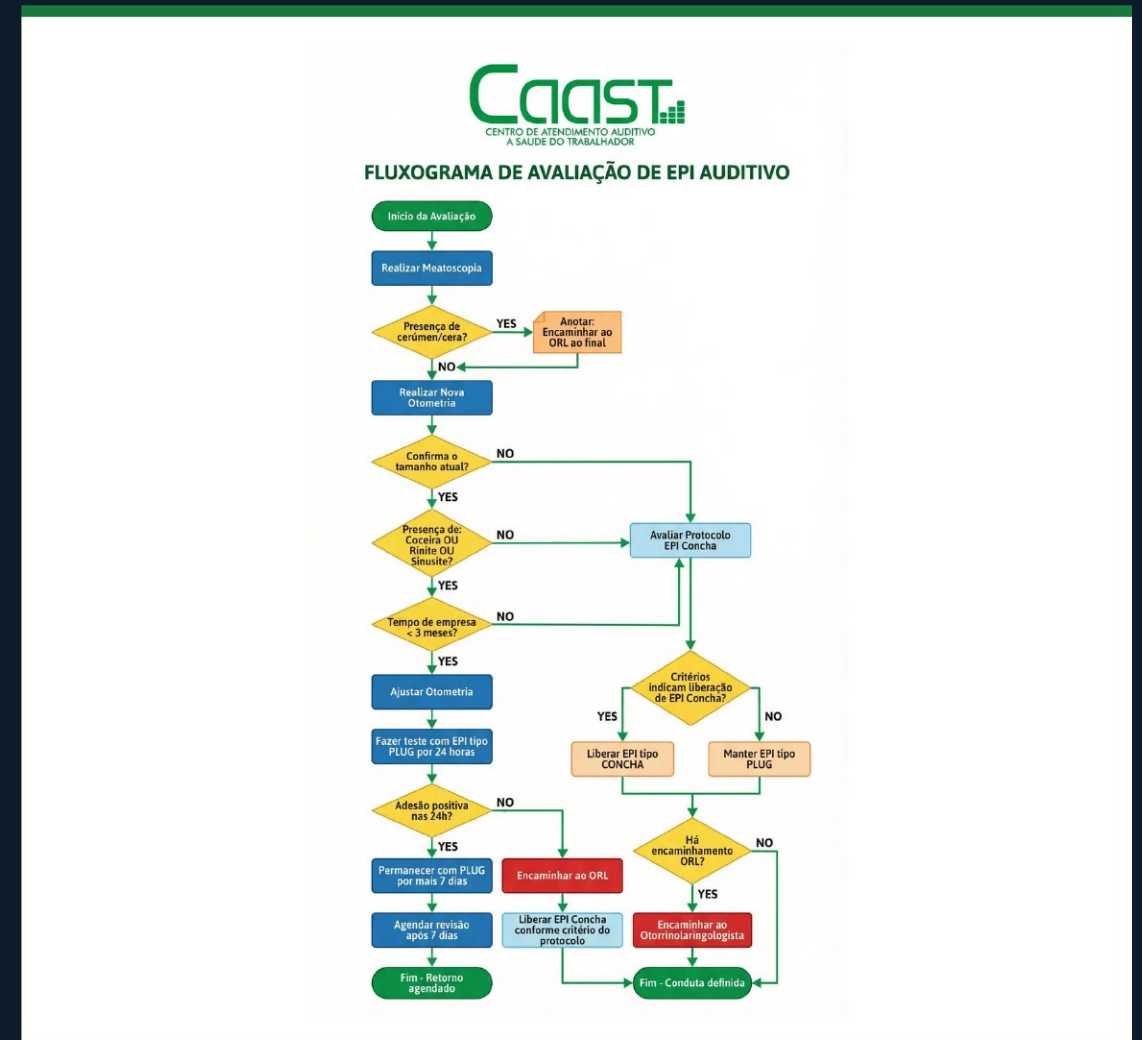 Caast
CENTRO DE ATENDIMENTO AUDITIVO
A SAUDE DO TRABALHADOR
FLUXOGRAMA DE AVALIAÇÃO DE EPI AUDITIVO
Início da Avaliação
Realizar Meatoscopia
Presença de
cerúmen/cera?
YES
Anotar:
Encaminhar ao
ORL ao final
NO
Realizar Nova
Otometria
Confirma o
tamanho atual?
NO
YES
Presença de:
Coceira OU
Rinite OU
Sinusite?
NO
Avaliar Protocolo
EPI Concha
YES
Tempo de empresa
< 3 meses?
NO
YES
Ajustar Otometria
Critérios
indicam liberação
de EPI Concha?
YES
NO
Fazer teste com EPI tipo
PLUG por 24 horas
Liberar EPI tipo
CONCHA
Manter EPI tipo
PLUG
Adesão positiva
nas 24h?
NO
YES
Há
encaminhamento
ORL?
NO
YES
Permanecer com PLUG
por mais 7 dias
Encaminhar ao ORL
Agendar revisão
após 7 dias
Liberar EPI Concha
conforme critério do
protocolo
Encaminhar ao
Otorrinolaringologista
Fim - Retorno
agendado
Fim - Conduta definida